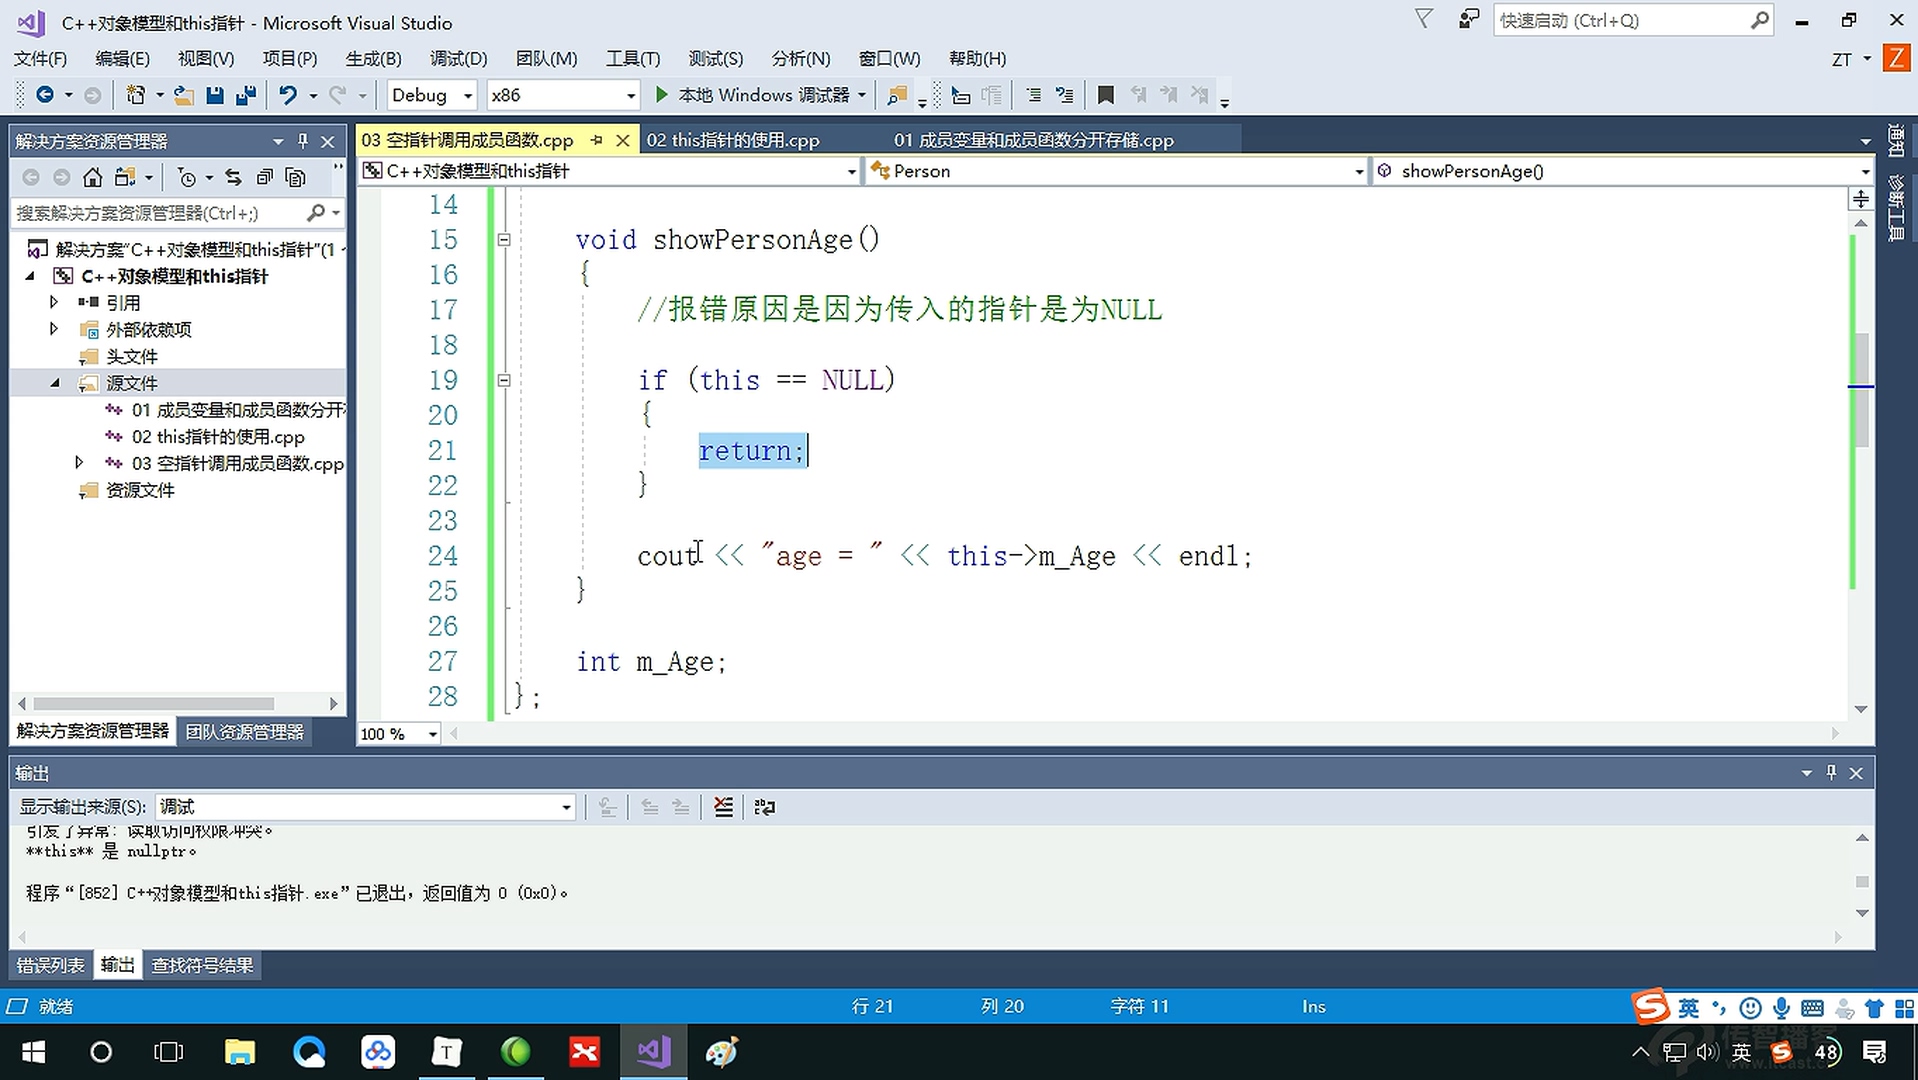 C++对象模型和this指针 - Microsoft Visual Studio
快速启动 (Ctrl+Q)
文件(F) 编辑(E) 视图(V) 项目(P) 生成(B) 调试(D) 团队(M) 工具(T) 测试(S) 分析(N) 窗口(W) 帮助(H)
ZT
Debug x86 本地 Windows 调试器
解决方案资源管理器
03 空指针调用成员函数.cpp 02 this指针的使用.cpp 01 成员变量和成员函数分开存储.cpp
通知
诊断工具
C++对象模型和this指针 Person showPersonAge()
搜索解决方案资源管理器(Ctrl+;)
解决方案"C++对象模型和this指针"(1
C++对象模型和this指针
引用
外部依赖项
头文件
源文件
01 成员变量和成员函数分开
02 this指针的使用.cpp
03 空指针调用成员函数.cpp
资源文件
解决方案资源管理器 团队资源管理器
14
15 void showPersonAge()
16 {
17 //报错原因是因为传入的指针是为NULL
18
19 if (this == NULL)
20 {
21 return;
22 }
23
24 cout << "age = " << this->m_Age << endl;
25 }
26
27 int m_Age;
28 };
100 %
输出
显示输出来源(S): 调试
引发了异常: 读取访问权限冲突。
**this** 是 nullptr。
程序“[852] C++对象模型和this指针.exe”已退出，返回值为 0 (0x0)。
错误列表 输出 查找符号结果
就绪 行 21 列 20 字符 11 Ins
英
英 48
传智播客